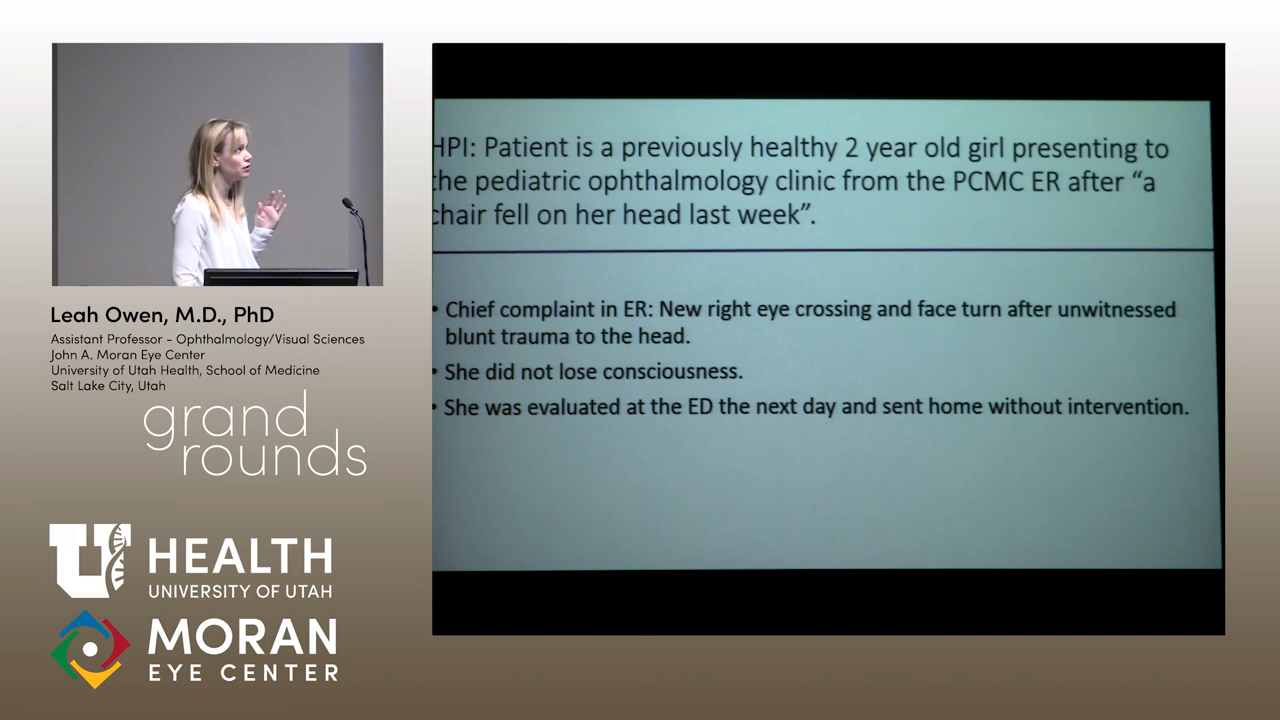 Leah Owen, M.D., PhD
Assistant Professor - Ophthalmology/Visual Sciences
John A. Moran Eye Center
University of Utah Health, School of Medicine
Salt Lake City, Utah
grand
rounds
U
HEALTH
UNIVERSITY OF UTAH
MORAN
EYE CENTER
HPI: Patient is a previously healthy 2 year old girl presenting to
the pediatric ophthalmology clinic from the PCMC ER after “a
chair fell on her head last week”.
• Chief complaint in ER: New right eye crossing and face turn after unwitnessed
blunt trauma to the head.
• She did not lose consciousness.
• She was evaluated at the ED the next day and sent home without intervention.